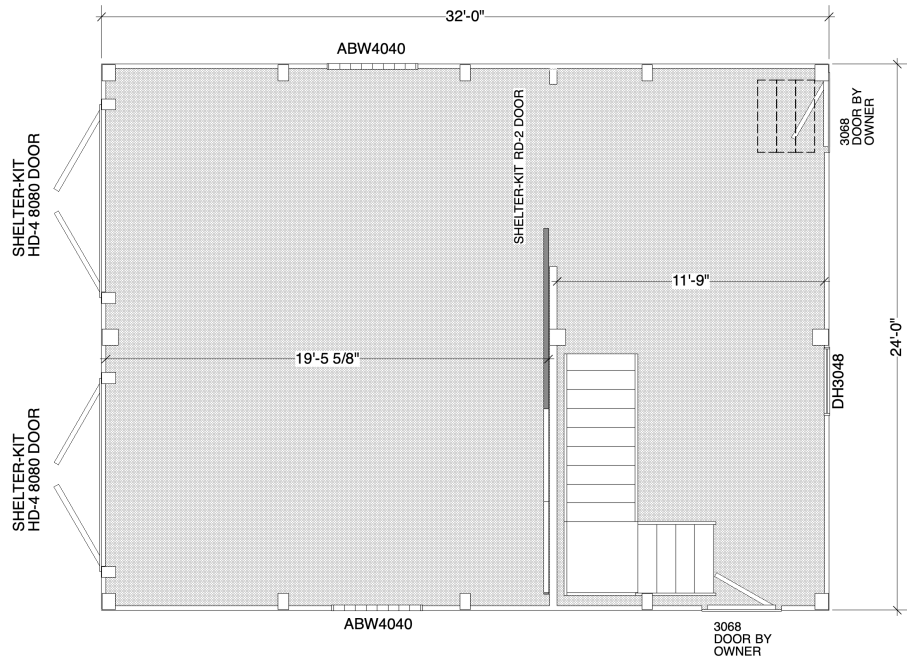 32'-0"
ABW4040
SHELTER-KIT
HD-4 8080 DOOR
SHELTER-KIT RD-2 DOOR
3068
DOOR BY
OWNER
11'-9"
24'-0"
19'-5 5/8"
DH3048
SHELTER-KIT
HD-4 8080 DOOR
ABW4040
3068
DOOR BY
OWNER